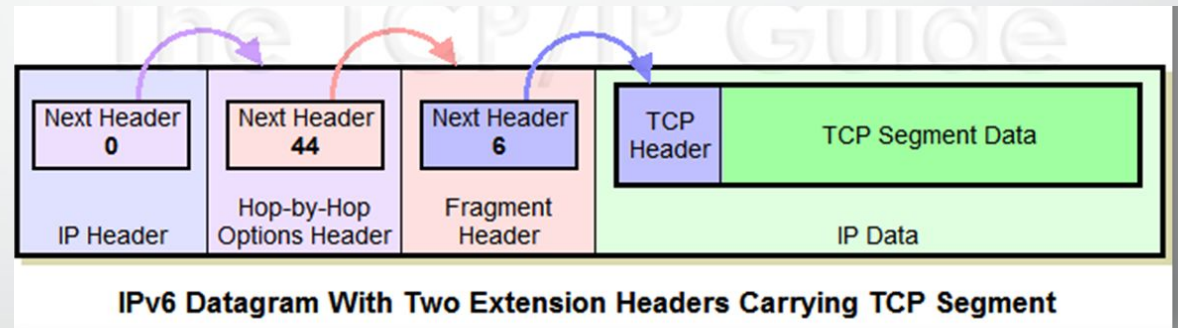 The TCP/IP Guide
Next Header
0
IP Header
Next Header
44
Hop-by-Hop
Options Header
Next Header
6
Fragment
Header
TCP
Header
TCP Segment Data
IP Data
IPv6 Datagram With Two Extension Headers Carrying TCP Segment